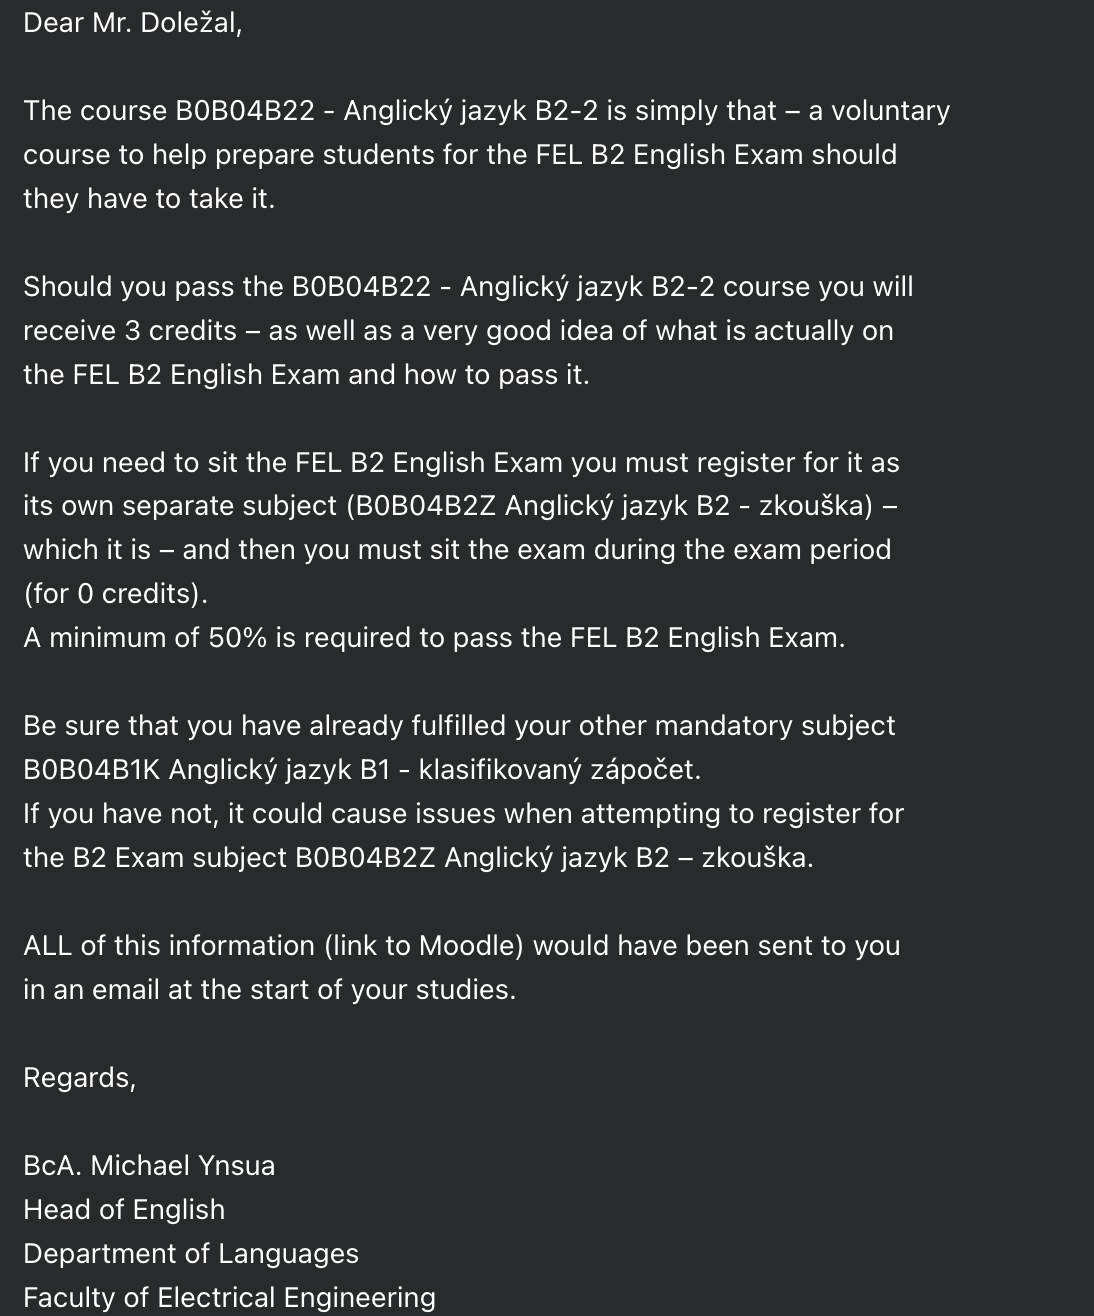 Dear Mr. Doležal,
The course B0B04B22 - Anglický jazyk B2-2 is simply that – a voluntary
course to help prepare students for the FEL B2 English Exam should
they have to take it.
Should you pass the B0B04B22 - Anglický jazyk B2-2 course you will
receive 3 credits – as well as a very good idea of what is actually on
the FEL B2 English Exam and how to pass it.
If you need to sit the FEL B2 English Exam you must register for it as
its own separate subject (B0B04B2Z Anglický jazyk B2 - zkouška) –
which it is – and then you must sit the exam during the exam period
(for 0 credits).
A minimum of 50% is required to pass the FEL B2 English Exam.
Be sure that you have already fulfilled your other mandatory subject
B0B04B1K Anglický jazyk B1 - klasifikovaný zápočet.
If you have not, it could cause issues when attempting to register for
the B2 Exam subject B0B04B2Z Anglický jazyk B2 – zkouška.
ALL of this information (link to Moodle) would have been sent to you
in an email at the start of your studies.
Regards,
BcA. Michael Ynsua
Head of English
Department of Languages
Faculty of Electrical Engineering